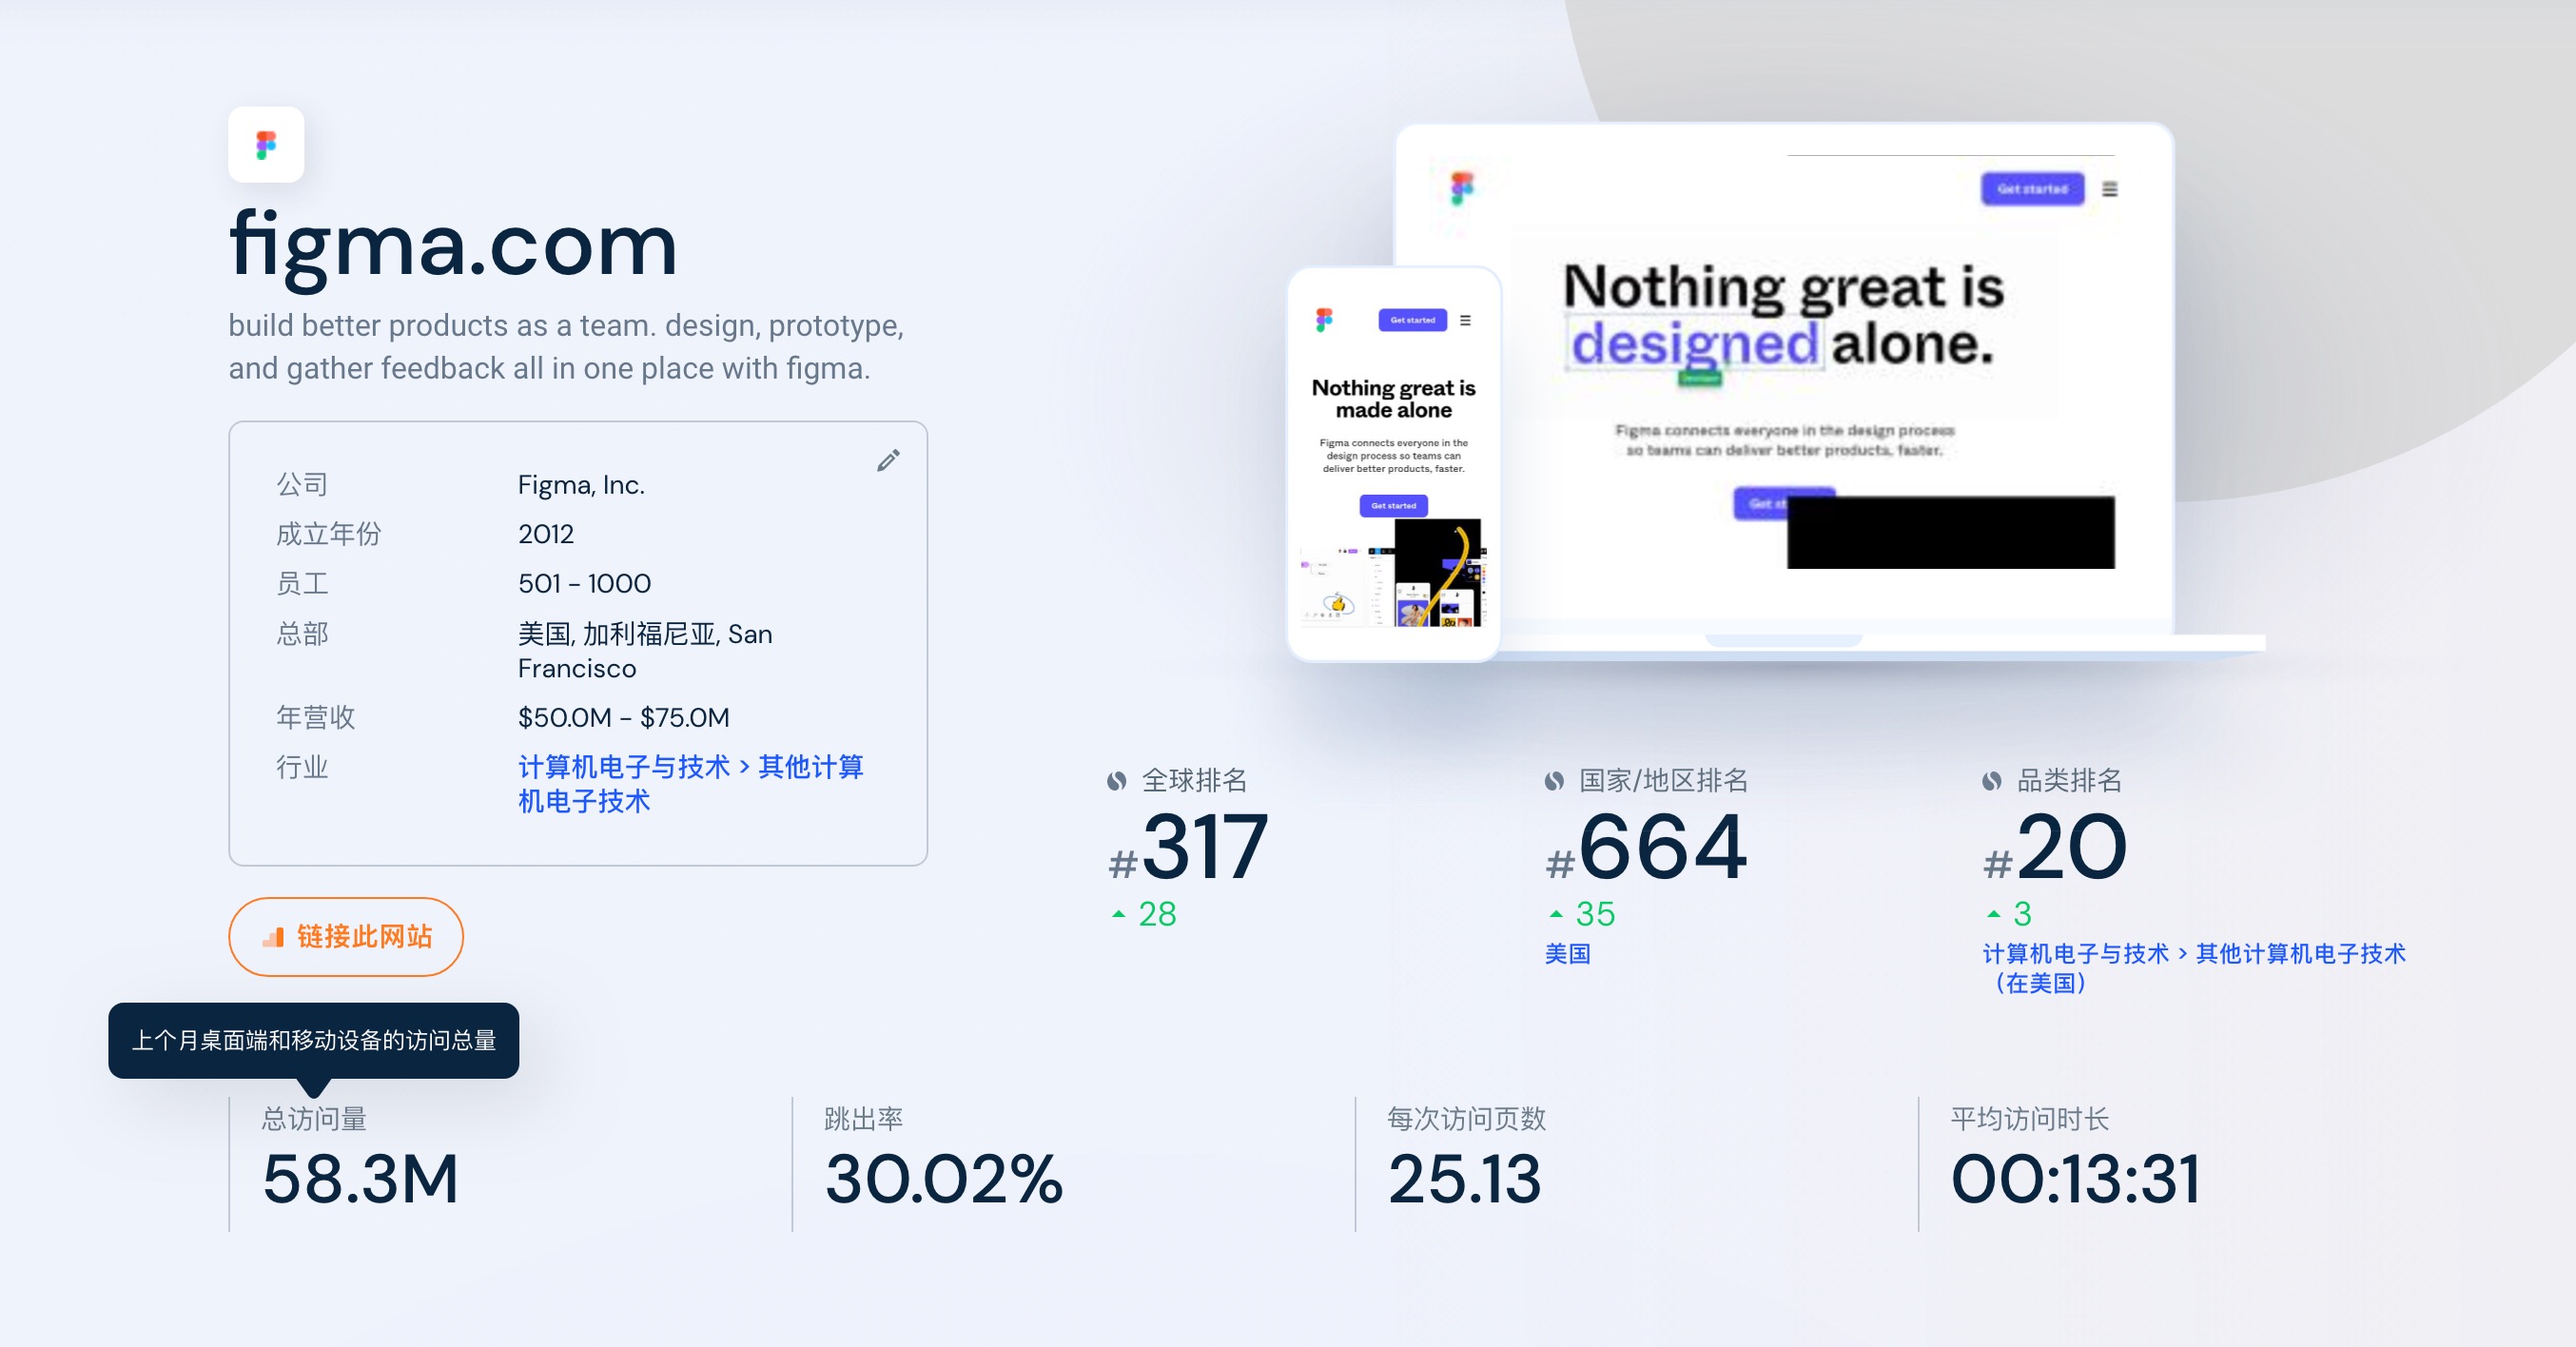 figma.com
build better products as a team. design, prototype,
and gather feedback all in one place with figma.
公司 Figma, Inc.
成立年份 2012
员工 501 - 1000
总部 美国, 加利福尼亚, San
Francisco
年营收 $50.0M - $75.0M
行业 计算机电子与技术 > 其他计算
机电子技术
链接此网站
Get started
Nothing great is
designed alone.
Figma connects everyone in the design process
so teams can deliver better products, faster.
Get st
Get started
Nothing great is
made alone
Figma connects everyone in the
design process so teams can
deliver better products, faster.
Get started
全球排名
#317
28
国家/地区排名
#664
35
美国
品类排名
#20
3
计算机电子与技术 > 其他计算机电子技术
（在美国）
上个月桌面端和移动设备的访问总量
总访问量
58.3M
跳出率
30.02%
每次访问页数
25.13
平均访问时长
00:13:31